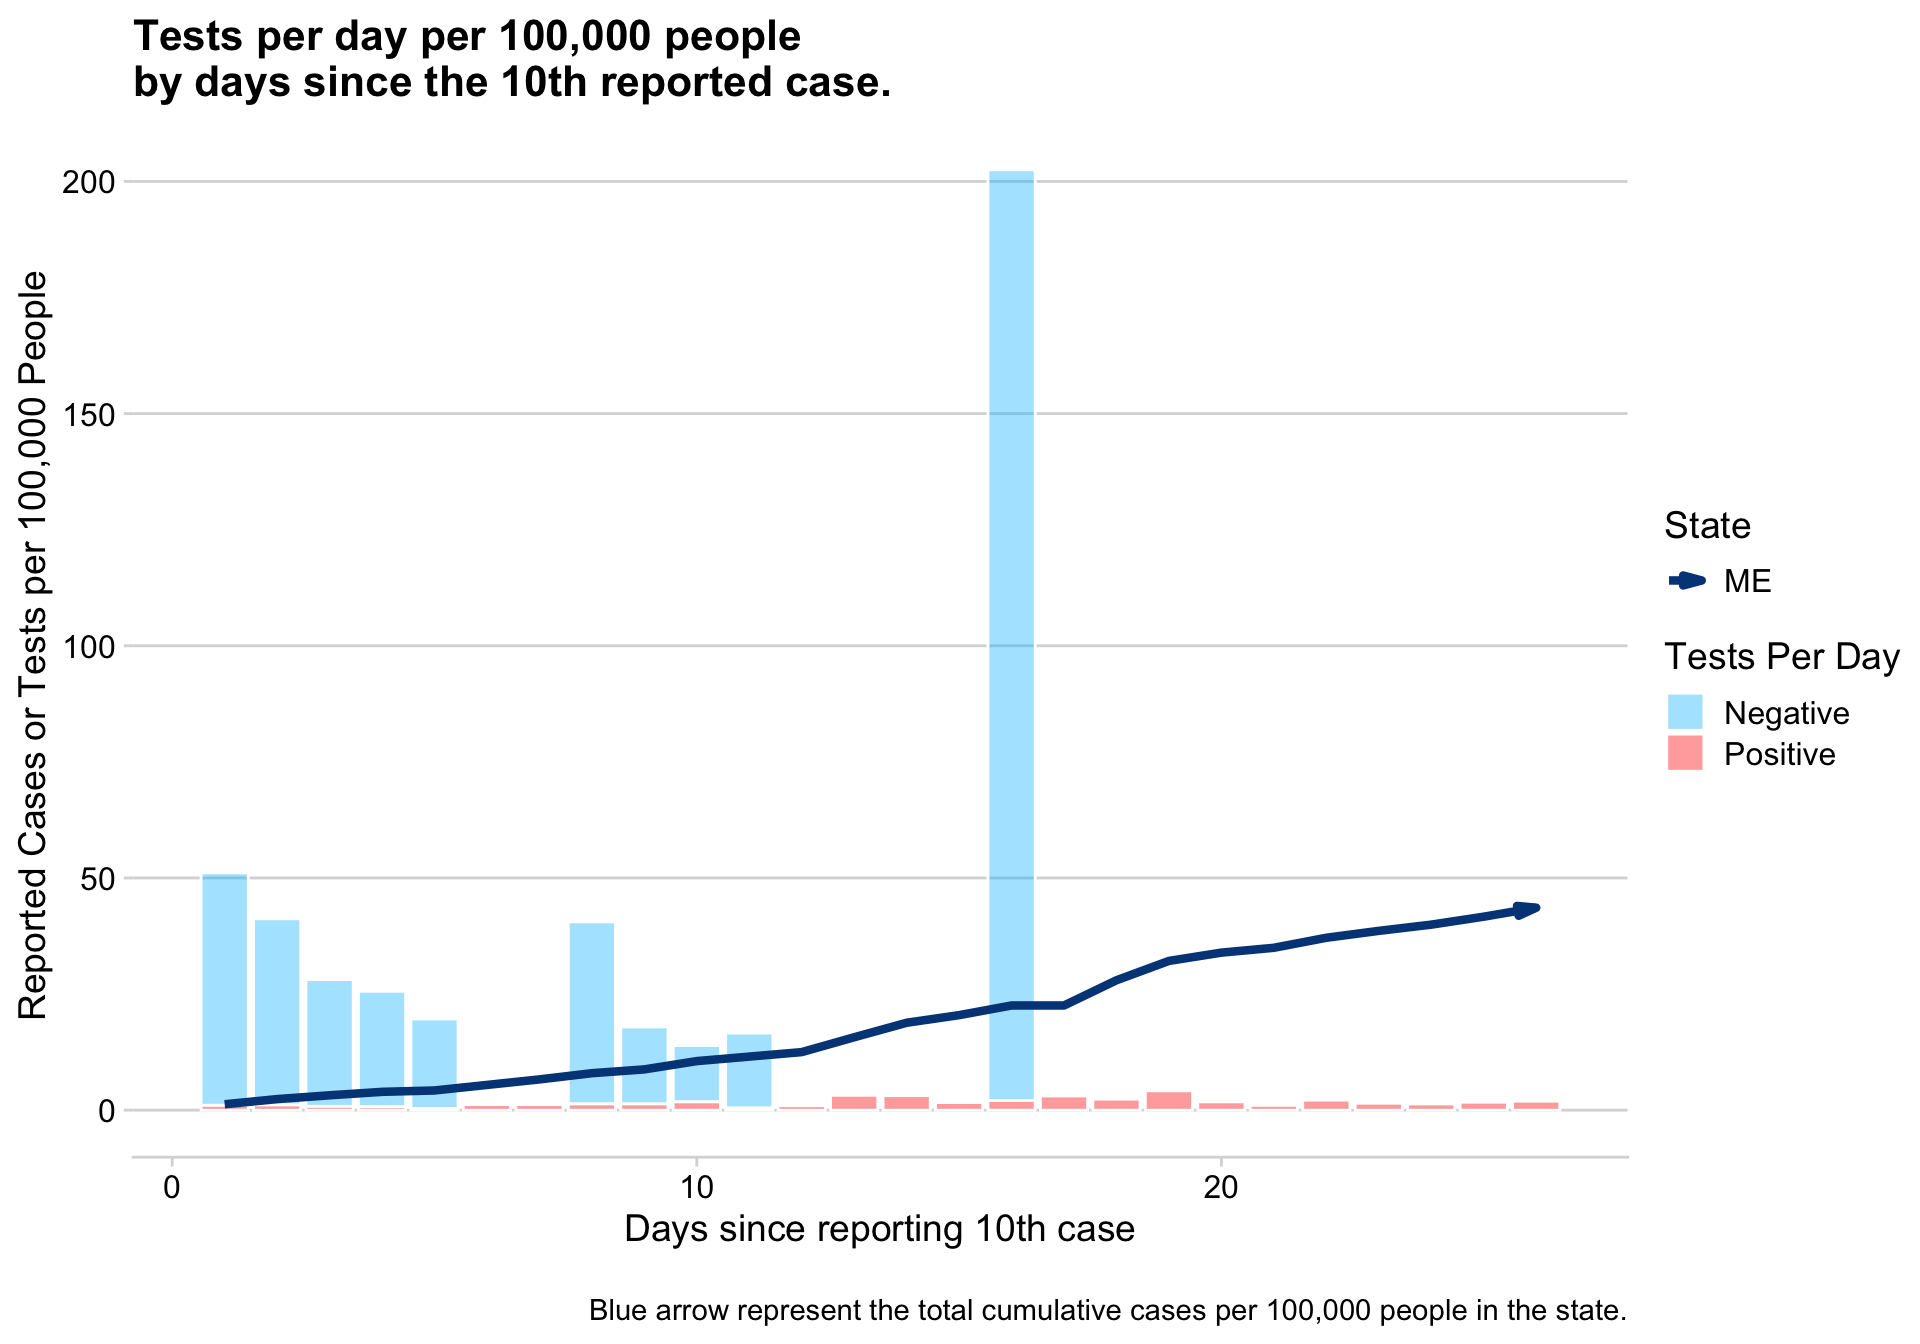 Tests per day per 100,000 people
by days since the 10th reported case.
Reported Cases or Tests per 100,000 People
200
150
100
50
0
0
10
20
Days since reporting 10th case
State
ME
Tests Per Day
Negative
Positive
Blue arrow represent the total cumulative cases per 100,000 people in the state.